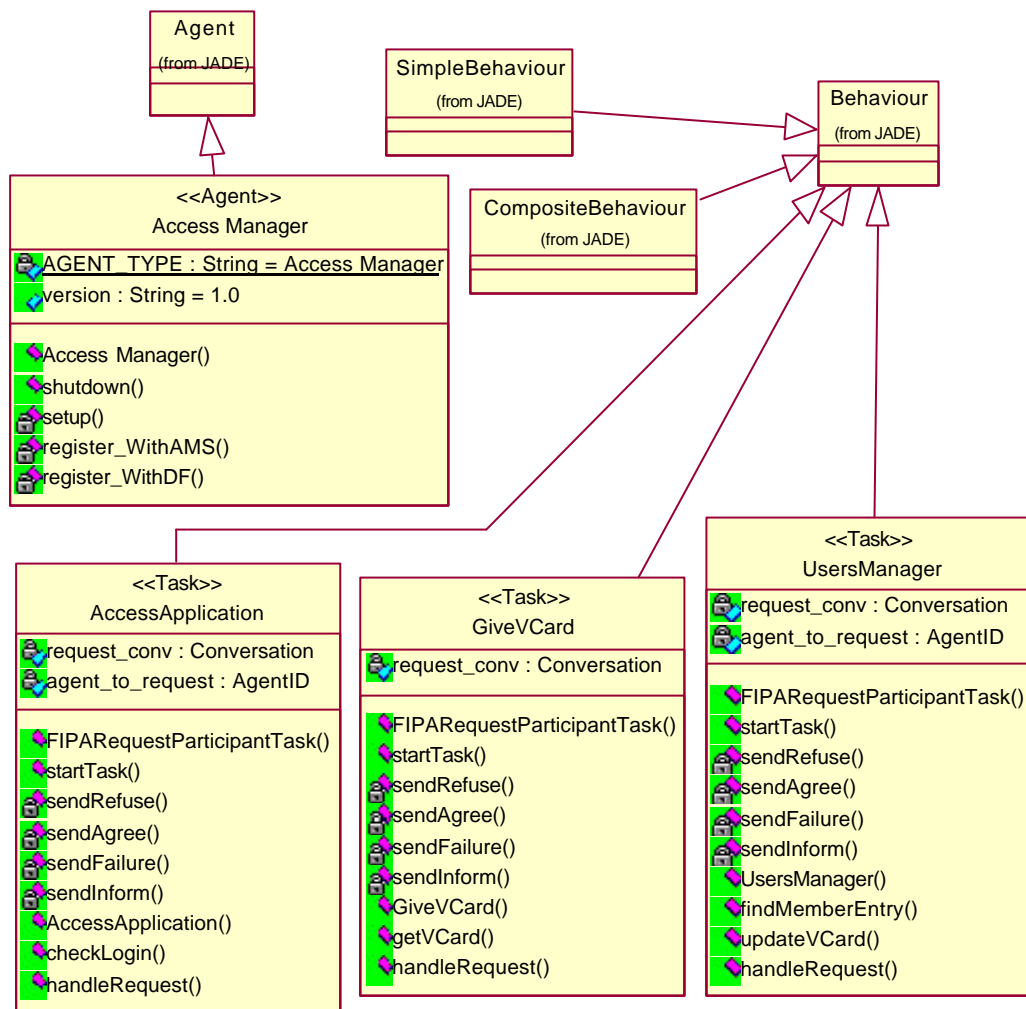 Agent
(from JADE)
SimpleBehaviour
(from JADE)
Behaviour
(from JADE)
CompositeBehaviour
(from JADE)
<<Agent>>
Access Manager
AGENT_TYPE : String = Access Manager
version : String = 1.0
Access Manager()
shutdown()
setup()
register_WithAMS()
register_WithDF()
<<Task>>
AccessApplication
request_conv : Conversation
agent_to_request : AgentID
FIPARequestParticipantTask()
startTask()
sendRefuse()
sendAgree()
sendFailure()
sendInform()
AccessApplication()
checkLogin()
handleRequest()
<<Task>>
GiveVCard
request_conv : Conversation
FIPARequestParticipantTask()
startTask()
sendRefuse()
sendAgree()
sendFailure()
sendInform()
GiveVCard()
getVCard()
handleRequest()
<<Task>>
UsersManager
request_conv : Conversation
agent_to_request : AgentID
FIPARequestParticipantTask()
startTask()
sendRefuse()
sendAgree()
sendFailure()
sendInform()
UsersManager()
findMemberEntry()
updateVCard()
handleRequest()